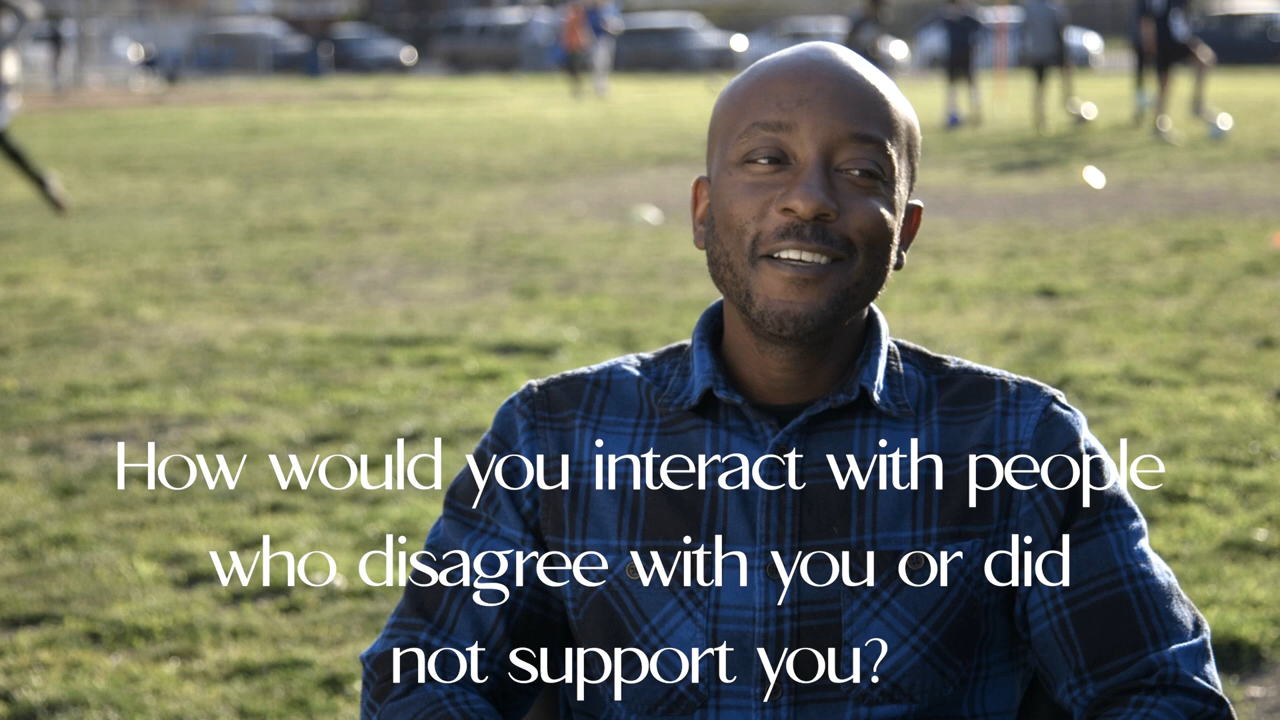 How would you interact with people
who disagree with you or did
not support you?